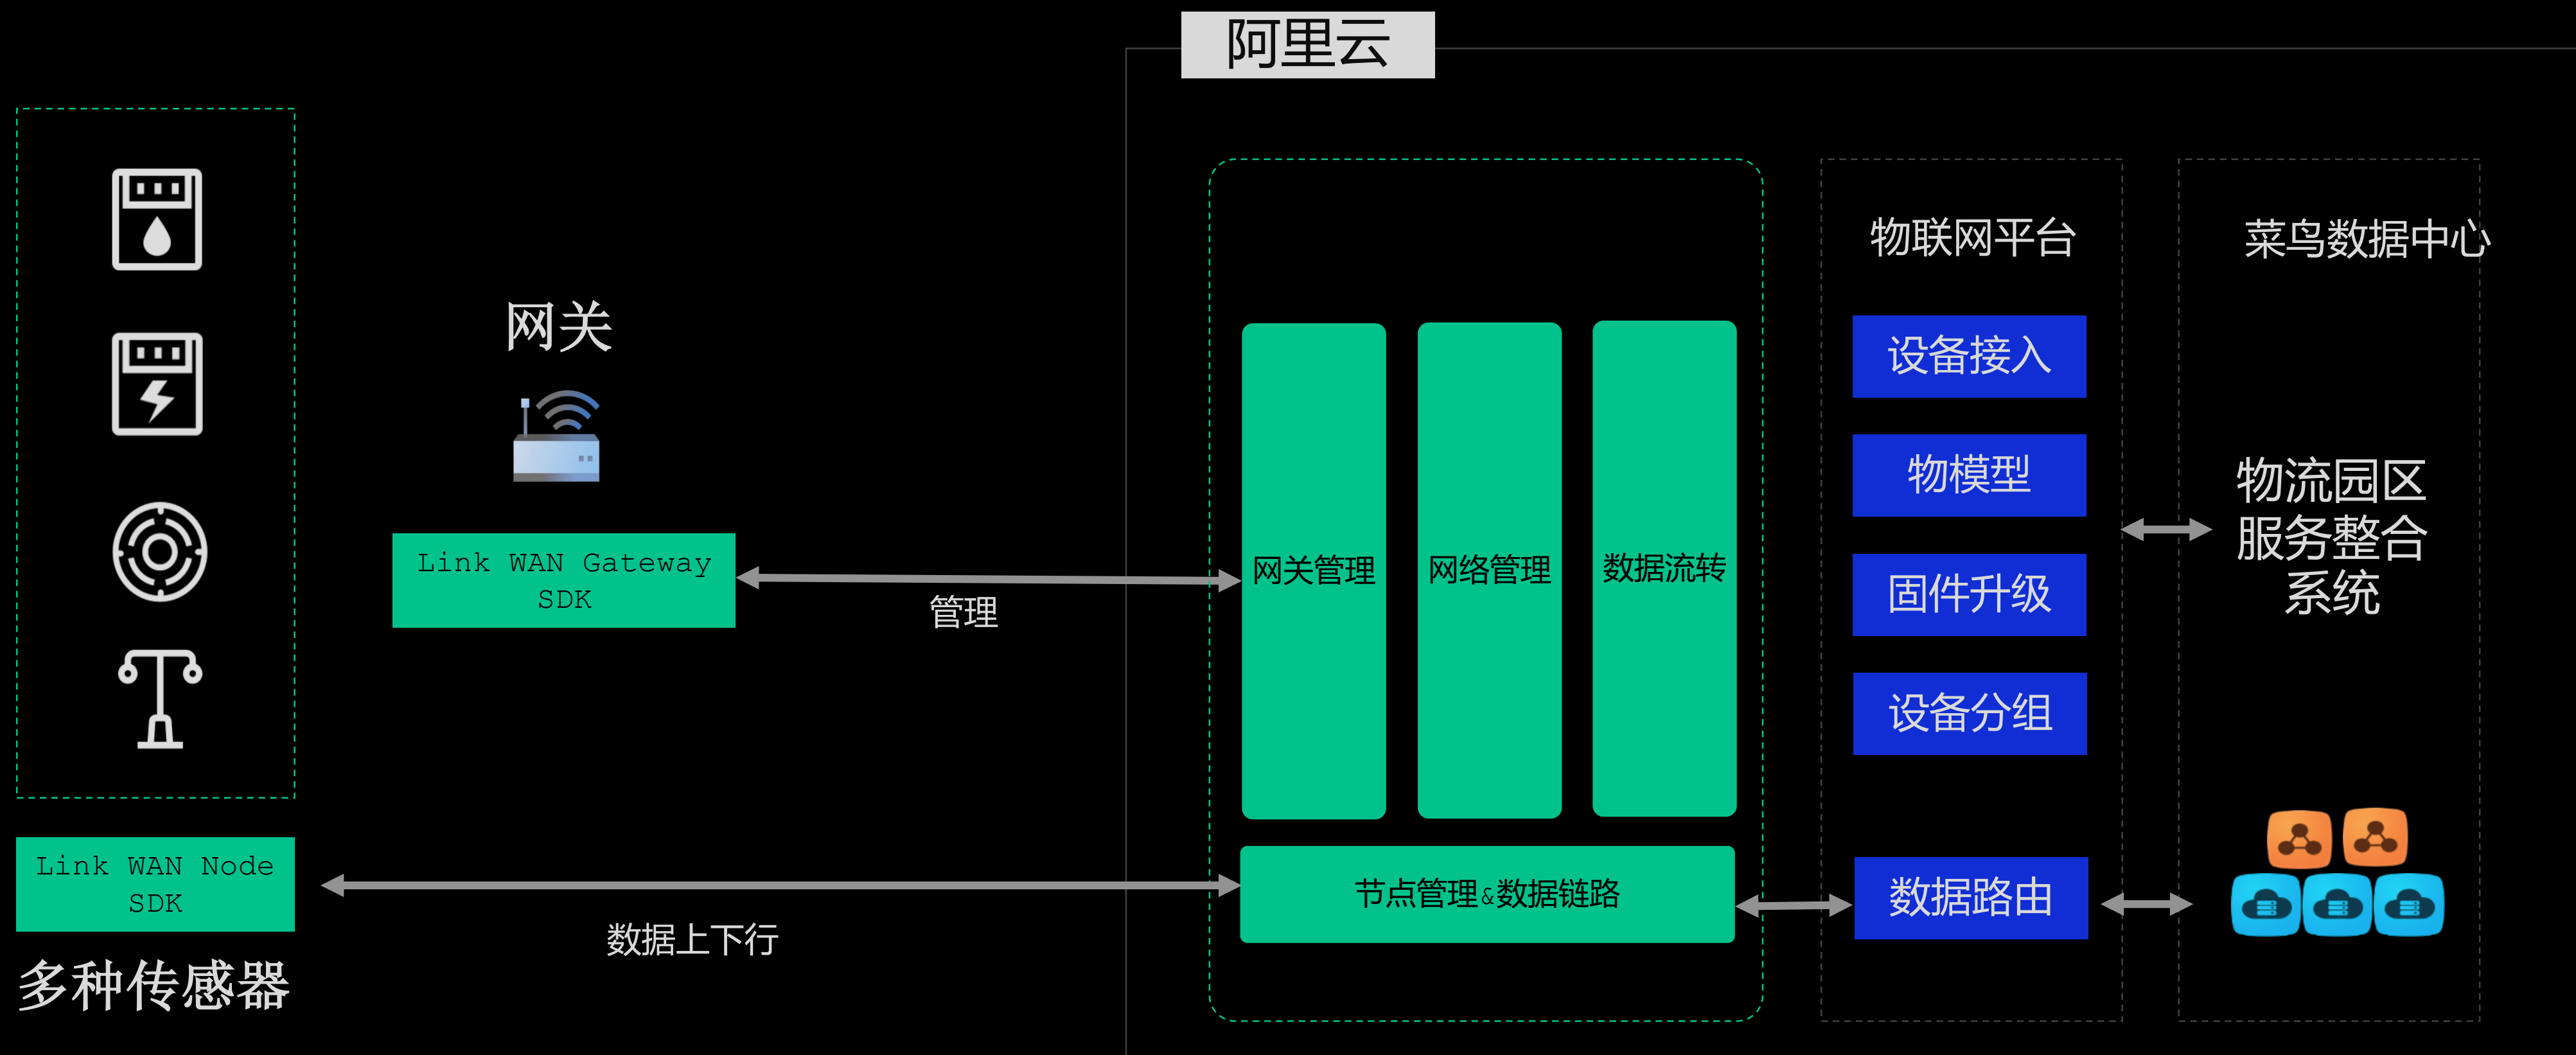 阿里云
网关
Link WAN Gateway
SDK
管理
Link WAN Node
SDK
多种传感器
数据上下行
网关管理
网络管理
数据流转
节点管理&数据链路
物联网平台
设备接入
物模型
固件升级
设备分组
数据路由
菜鸟数据中心
物流园区
服务整合
系统